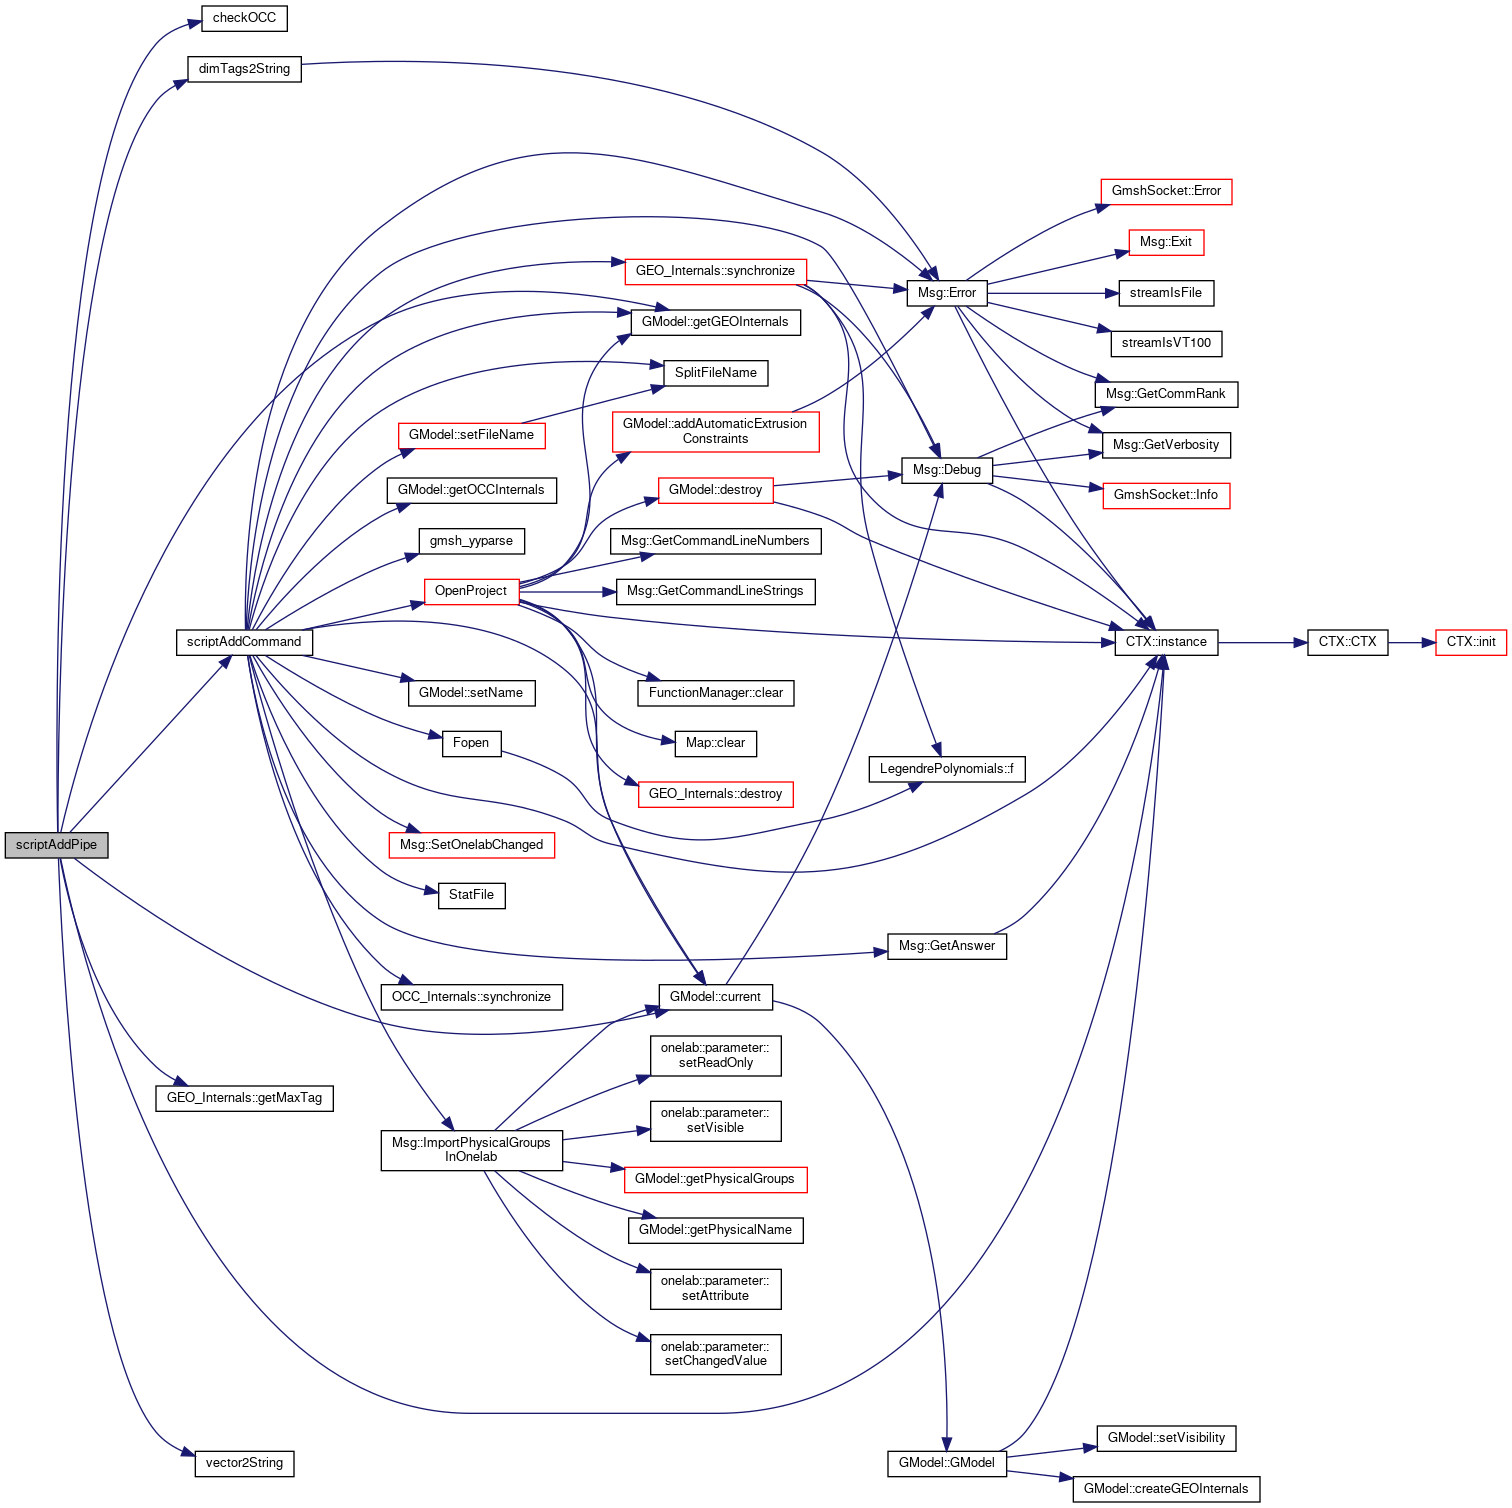 checkOCC
dimTags2String
GmshSocket::Error
Msg::Exit
GEO_Internals::synchronize
Msg::Error
streamIsFile
GModel::getGEOInternals
streamIsVT100
SplitFileName
Msg::GetCommRank
GModel::addAutomaticExtrusion
Constraints
GModel::setFileName
Msg::GetVerbosity
Msg::Debug
GModel::getOCCInternals
GModel::destroy
GmshSocket::Info
gmsh_yyparse
Msg::GetCommandLineNumbers
OpenProject
Msg::GetCommandLineStrings
scriptAddCommand
CTX::instance
CTX::CTX
CTX::init
GModel::setName
FunctionManager::clear
Fopen
Map::clear
LegendrePolynomials::f
GEO_Internals::destroy
scriptAddPipe
Msg::SetOnelabChanged
StatFile
Msg::GetAnswer
OCC_Internals::synchronize
GModel::current
onelab::parameter::
setReadOnly
GEO_Internals::getMaxTag
onelab::parameter::
setVisible
Msg::ImportPhysicalGroups
InOnelab
GModel::getPhysicalGroups
GModel::getPhysicalName
onelab::parameter::
setAttribute
onelab::parameter::
setChangedValue
GModel::setVisibility
vector2String
GModel::GModel
GModel::createGEOInternals